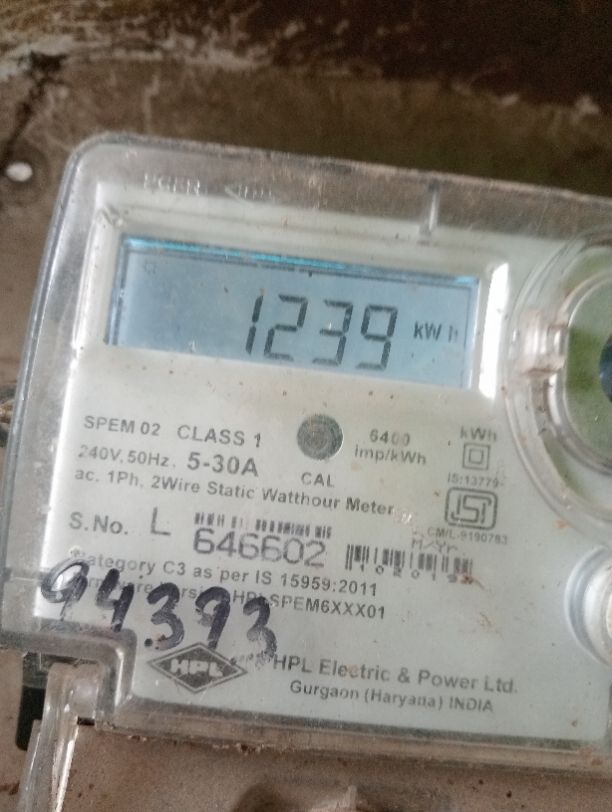 1239 kWh
SPEM 02 CLASS 1
6400 imp/kWh
kWh
240V, 50Hz, 5-30A
CAL
IS:13779
ac. 1Ph, 2Wire Static Watthour Meter
ISI
CM/L-9190783
S.No. L 646602
M/Yr
Category C3 as per IS 15959:2011
94393
HPL
HPL Electric & Power Ltd.
Gurgaon (Haryana) INDIA